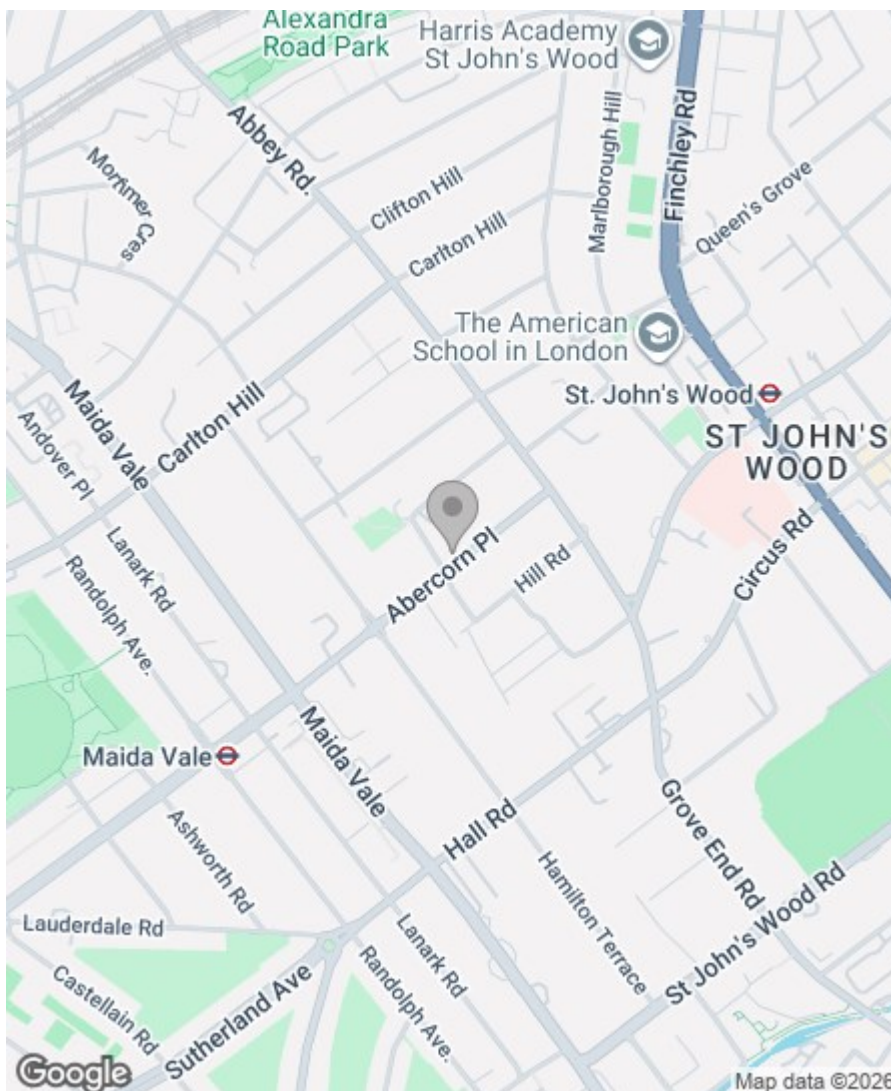 Alexandra
Road Park
Harris Academy
St John's Wood
Abbey Rd.
Marlborough Hill
Finchley Rd
Mortimer Cres
Clifton Hill
Queen's Grove
Carlton Hill
The American
School in London
St. John's Wood
Maida Vale
Carlton Hill
ST JOHN'S
WOOD
Andover Pl
Lanark Rd
Abercorn Pl
Hill Rd
Circus Rd
Randolph Ave.
Maida Vale
Maida Vale
Hall Rd
Grove End Rd
Ashworth Rd
Hamilton Terrace
Lauderdale Rd
St John's Wood Rd
Lanark Rd
Randolph Ave.
Castellain Rd
Sutherland Ave
Google
Map data ©2026